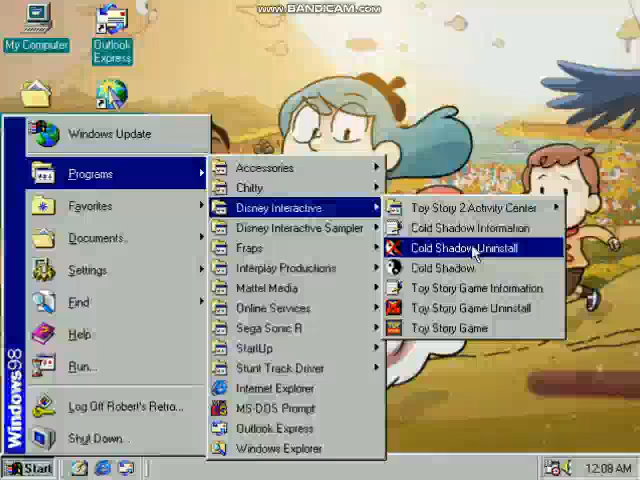 www.BANDICAM.com
My Computer
Outlook
Express
Windows Update
Programs
Favorites
Documents
Settings
Find
Help
Run...
Log Off Robert's Retro...
Shut Down...
Windows98
Accessories
Chitty
Disney Interactive
Disney Interactive Sampler
Fraps
Interplay Productions
Mattel Media
Online Services
Sega Sonic R
StartUp
Stunt Track Driver
Internet Explorer
MS-DOS Prompt
Outlook Express
Windows Explorer
Toy Story 2 Activity Center
Cold Shadow Information
Cold Shadow Uninstall
Cold Shadow
Toy Story Game Information
Toy Story Game Uninstall
Toy Story Game
Start
12:08 AM